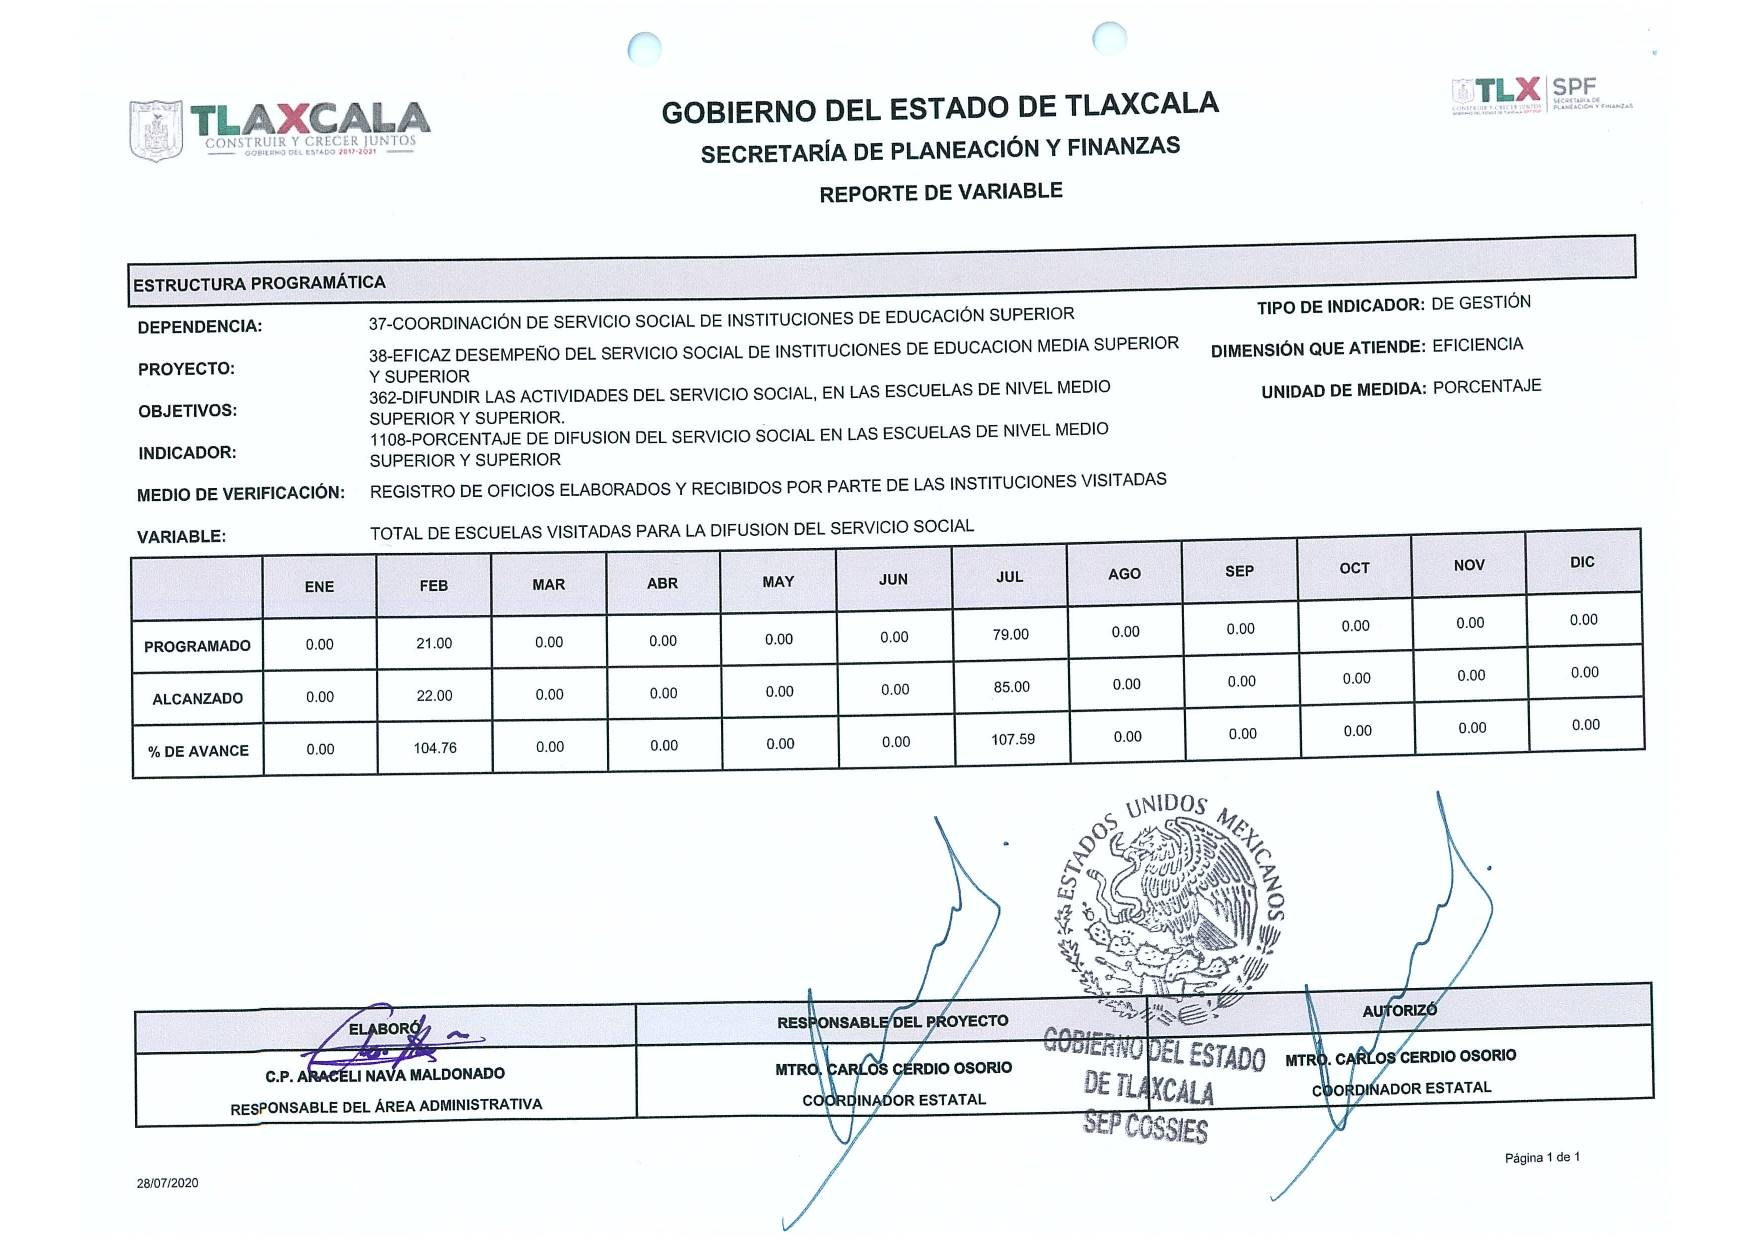 TLAXCALA
CONSTRUIR Y CRECER JUNTOS
GOBIERNO DEL ESTADO 2017-2021
GOBIERNO DEL ESTADO DE TLAXCALA
SECRETARÍA DE PLANEACIÓN Y FINANZAS
REPORTE DE VARIABLE
TLX SPF
SECRETARÍA DE
PLANEACIÓN Y FINANZAS
CONSTRUIR Y CRECER JUNTOS
ESTRUCTURA PROGRAMÁTICA
DEPENDENCIA: 37-COORDINACIÓN DE SERVICIO SOCIAL DE INSTITUCIONES DE EDUCACIÓN SUPERIOR TIPO DE INDICADOR: DE GESTIÓN
PROYECTO: 38-EFICAZ DESEMPEÑO DEL SERVICIO SOCIAL DE INSTITUCIONES DE EDUCACION MEDIA SUPERIOR DIMENSIÓN QUE ATIENDE: EFICIENCIA
Y SUPERIOR
OBJETIVOS: 362-DIFUNDIR LAS ACTIVIDADES DEL SERVICIO SOCIAL, EN LAS ESCUELAS DE NIVEL MEDIO UNIDAD DE MEDIDA: PORCENTAJE
SUPERIOR Y SUPERIOR.
INDICADOR: 1108-PORCENTAJE DE DIFUSION DEL SERVICIO SOCIAL EN LAS ESCUELAS DE NIVEL MEDIO
SUPERIOR Y SUPERIOR
MEDIO DE VERIFICACIÓN: REGISTRO DE OFICIOS ELABORADOS Y RECIBIDOS POR PARTE DE LAS INSTITUCIONES VISITADAS
VARIABLE: TOTAL DE ESCUELAS VISITADAS PARA LA DIFUSION DEL SERVICIO SOCIAL
ENE FEB MAR ABR MAY JUN JUL AGO SEP OCT NOV DIC
PROGRAMADO 0.00 21.00 0.00 0.00 0.00 0.00 79.00 0.00 0.00 0.00 0.00 0.00
ALCANZADO 0.00 22.00 0.00 0.00 0.00 0.00 85.00 0.00 0.00 0.00 0.00 0.00
% DE AVANCE 0.00 104.76 0.00 0.00 0.00 0.00 107.59 0.00 0.00 0.00 0.00 0.00
ESTADOS UNIDOS MEXICANOS
GOBIERNO DEL ESTADO
DE TLAXCALA
SEP COSSIES
ELABORÓ RESPONSABLE DEL PROYECTO AUTORIZÓ
C.P. ARACELI NAVA MALDONADO MTRO. CARLOS CERDIO OSORIO MTRO. CARLOS CERDIO OSORIO
RESPONSABLE DEL ÁREA ADMINISTRATIVA COORDINADOR ESTATAL COORDINADOR ESTATAL
Página 1 de 1
28/07/2020